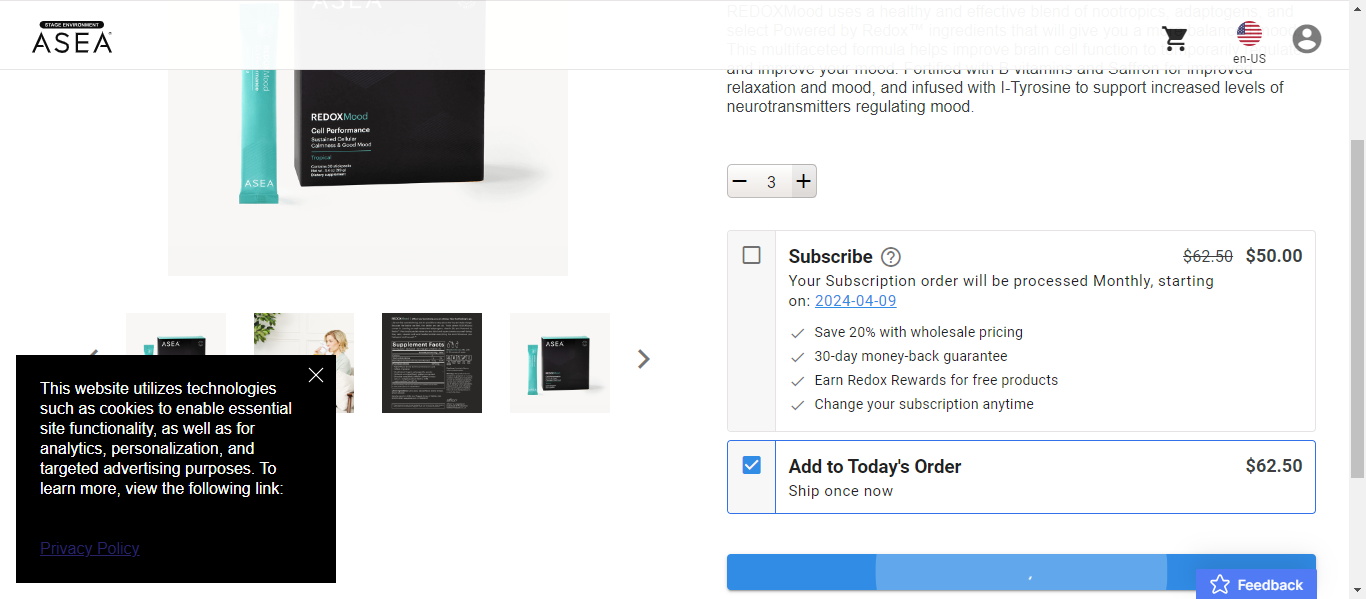 STAGE ENVIRONMENT
ASEA
en-US
REDOXMood uses a healthy and effective blend of nootropics, adaptogens, and
select Powered by Redox™ ingredients that will give you a
This multifaceted formula helps improve brain cell function to
and improve your mood. Fortified with B Vitamins and Saffron for improved
relaxation and mood, and infused with l-Tyrosine to support increased levels of
neurotransmitters regulating mood.
ASEA
REDOXMood
Cell Performance
Sustained Cellular
Calmness & Good Mood
Tropical
Dietary supplement
ASEA
3
Subscribe ? $62.50 $50.00
Your Subscription order will be processed Monthly, starting
on: 2024-04-09
Save 20% with wholesale pricing
30-day money-back guarantee
Earn Redox Rewards for free products
Change your subscription anytime
Add to Today's Order $62.50
Ship once now
ASEA
Supplement Facts
ASEA
This website utilizes technologies
such as cookies to enable essential
site functionality, as well as for
analytics, personalization, and
targeted advertising purposes. To
learn more, view the following link:
Privacy Policy
Feedback